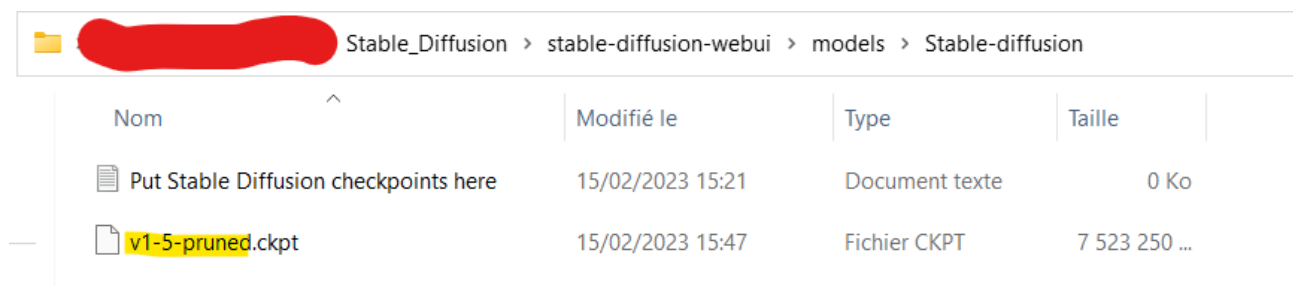 Stable_Diffusion > stable-diffusion-webui > models > Stable-diffusion
Nom Modifié le Type Taille
Put Stable Diffusion checkpoints here 15/02/2023 15:21 Document texte 0 Ko
v1-5-pruned.ckpt 15/02/2023 15:47 Fichier CKPT 7 523 250 ...